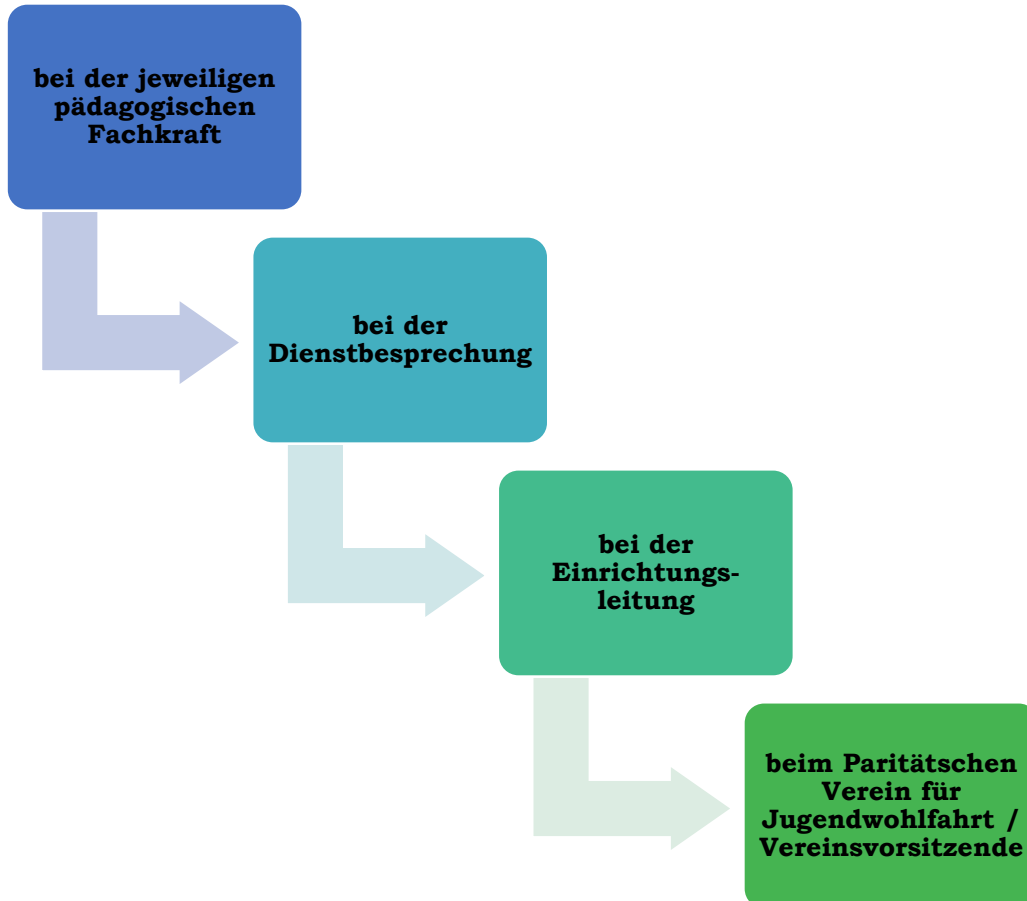 bei der jeweiligen
pädagogischen
Fachkraft
bei der
Dienstbesprechung
bei der
Einrichtungs-
leitung
beim Paritätschen
Verein für
Jugendwohlfahrt /
Vereinsvorsitzende